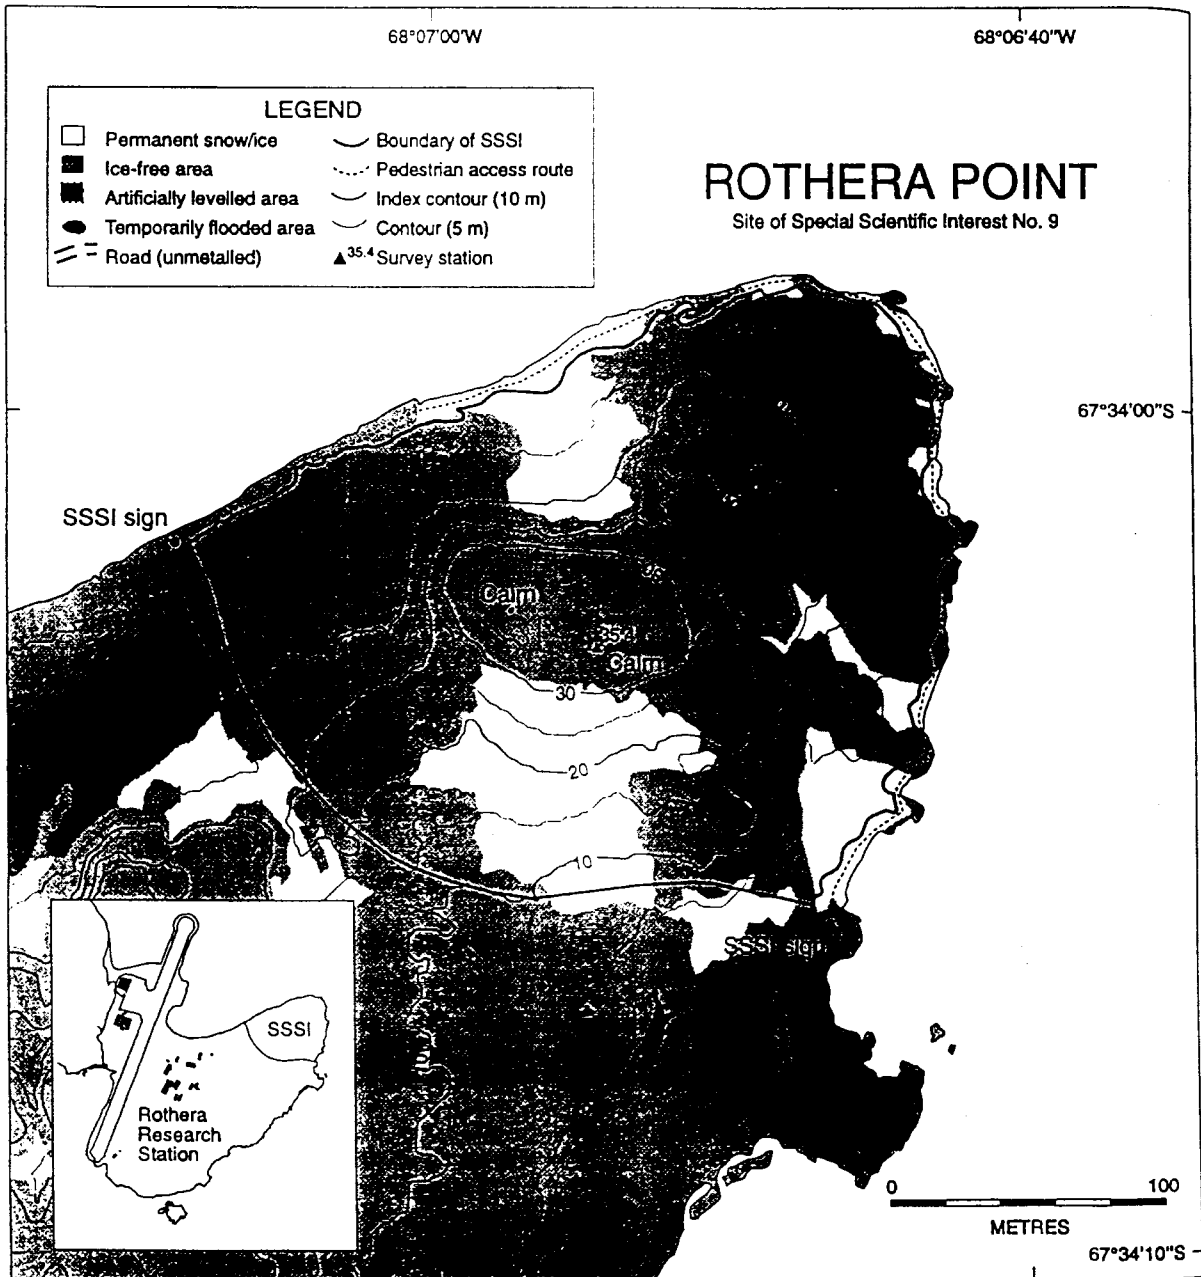 68°07'00"W
68°06'40"W
LEGEND
Permanent snow/ice
Ice-free area
Artificially levelled area
Temporarily flooded area
Road (unmetalled)
Boundary of SSSI
Pedestrian access route
Index contour (10 m)
Contour (5 m)
35.4 Survey station
ROTHERA POINT
Site of Special Scientific Interest No. 9
67°34'00"S
SSSI sign
Cairn
35.4
Cairn
30
20
10
SSSI sign
SSSI
Rothera
Research
Station
0
100
METRES
67°34'10"S